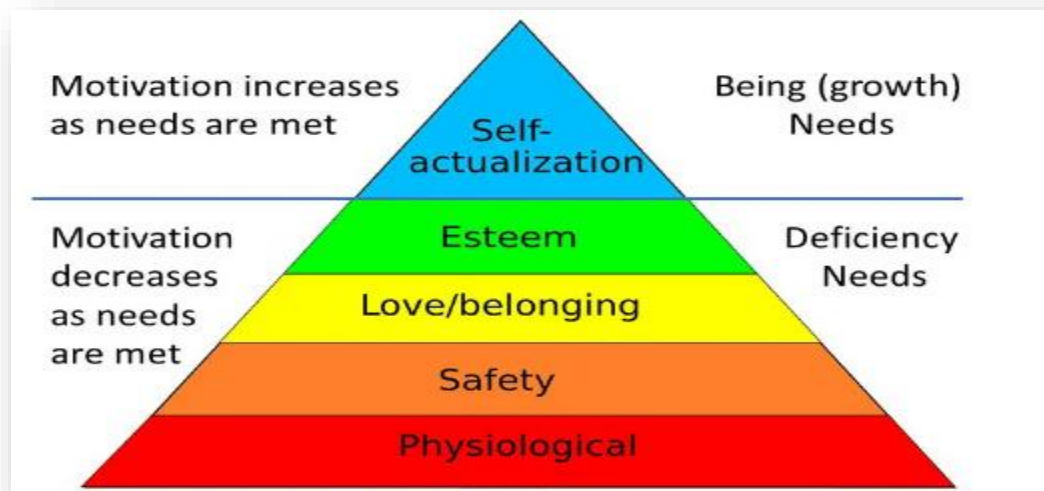 Motivation increases
as needs are met
Being (growth)
Needs
Self-
actualization
Motivation
decreases
as needs
are met
Esteem
Deficiency
Needs
Love/belonging
Safety
Physiological